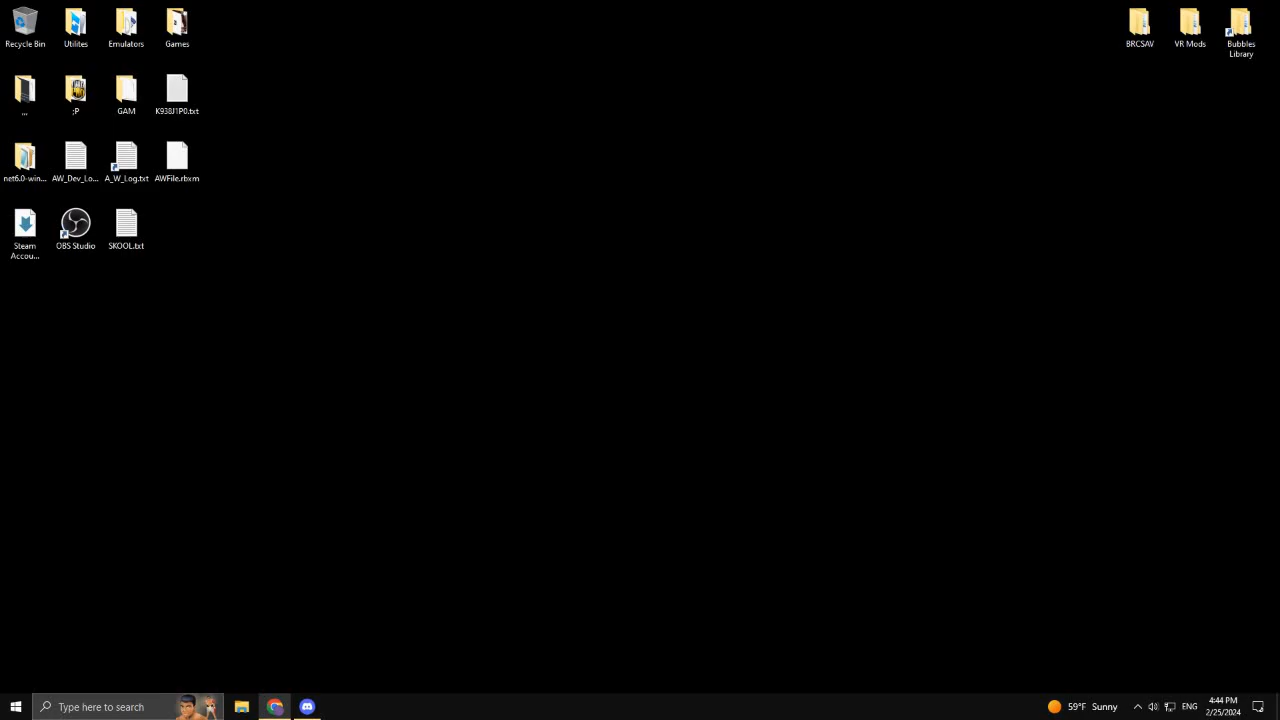 Recycle Bin
Utilites
Emulators
Games
BRCSAV
VR Mods
Bubbles
Library
,,,
;P
GAM
K938J1P0.txt
net6.0-win...
AW_Dev_Lo...
A_W_Log.txt
AWFile.rbxm
Steam
Accou...
OBS Studio
SKOOL.txt
Type here to search
59°F Sunny
ENG
4:44 PM
2/25/2024